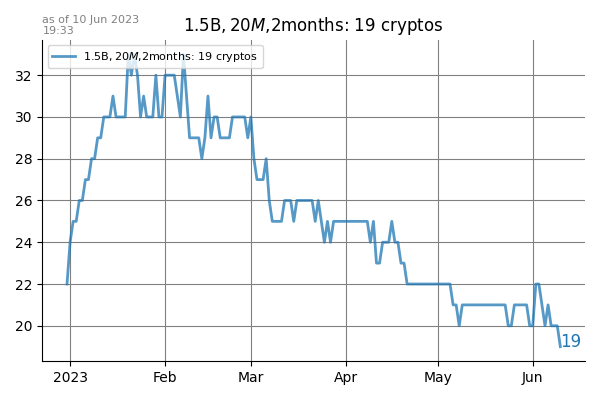 as of 10 Jun 2023
19:33
1.5B, 20M,2months: 19 cryptos
1.5B, 20M,2months: 19 cryptos
32
30
28
26
24
22
20
19
2023
Feb
Mar
Apr
May
Jun